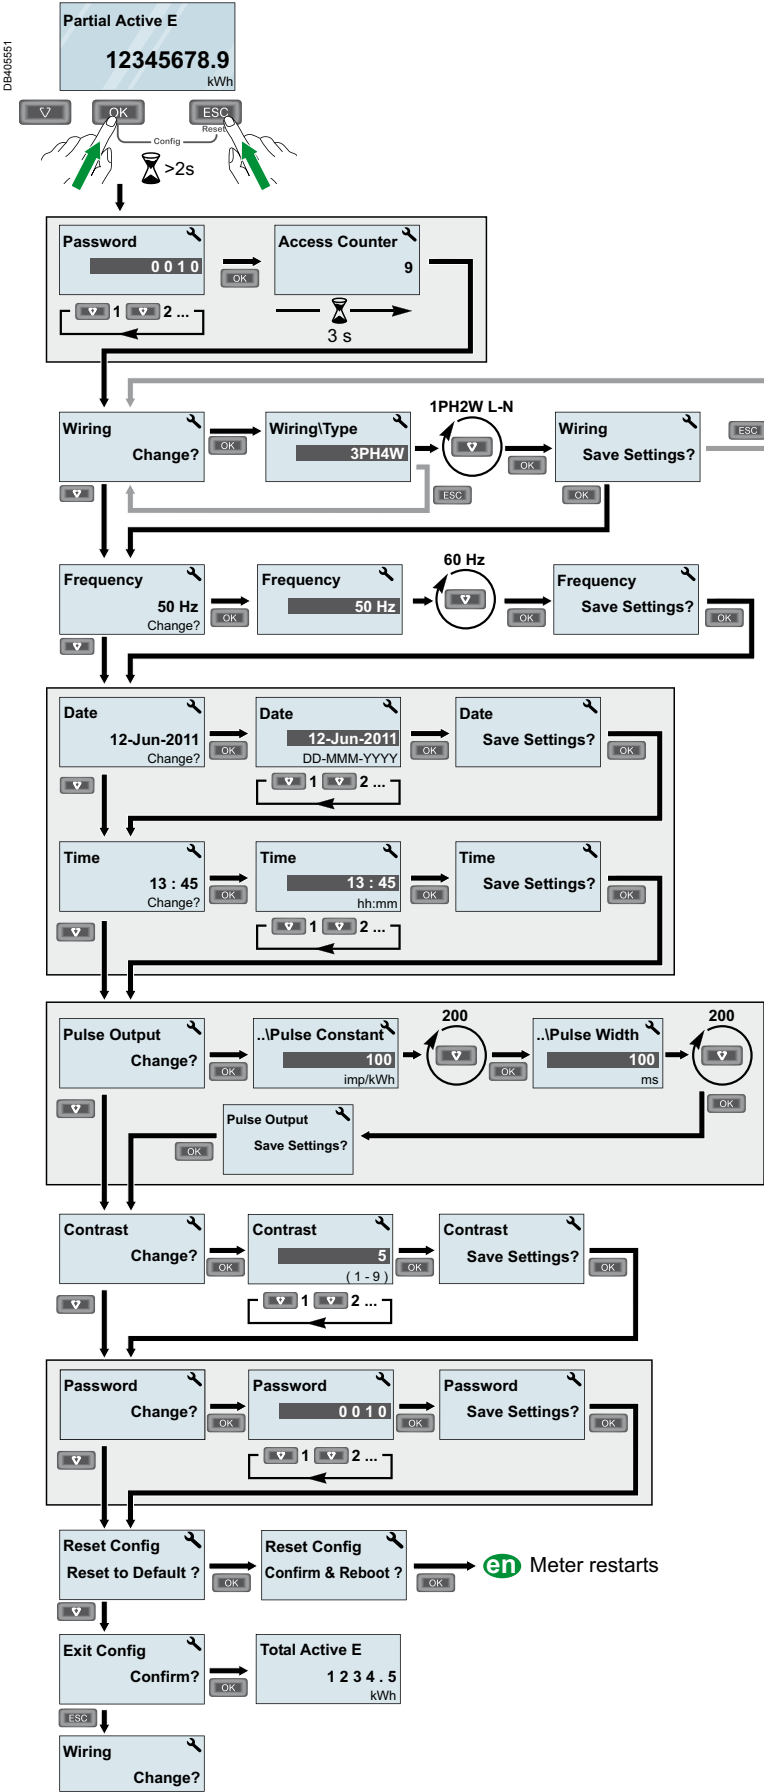 DB405551
Partial Active E
12345678.9
kWh
OK
ESC
Reset
Config
>2s
Password
0 0 1 0
OK
Access Counter
9
1 2 ...
3 s
Wiring
Change?
OK
Wiring\Type
3PH4W
1PH2W L-N
OK
Wiring
Save Settings?
ESC
ESC
OK
Frequency
50 Hz
Change?
OK
Frequency
50 Hz
60 Hz
OK
Frequency
Save Settings?
OK
Date
12-Jun-2011
Change?
OK
Date
12-Jun-2011
DD-MMM-YYYY
OK
Date
Save Settings?
OK
1 2 ...
Time
13 : 45
Change?
OK
Time
13 : 45
hh:mm
OK
Time
Save Settings?
OK
1 2 ...
Pulse Output
Change?
OK
..\Pulse Constant
100
imp/kWh
200
OK
..\Pulse Width
100
ms
200
OK
Pulse Output
Save Settings?
OK
Contrast
Change?
OK
Contrast
5
( 1 - 9 )
OK
Contrast
Save Settings?
OK
1 2 ...
Password
Change?
OK
Password
0 0 1 0
OK
Password
Save Settings?
OK
1 2 ...
Reset Config
Reset to Default ?
OK
Reset Config
Confirm & Reboot ?
OK
en Meter restarts
Exit Config
Confirm?
OK
Total Active E
1 2 3 4 . 5
kWh
ESC
Wiring
Change?